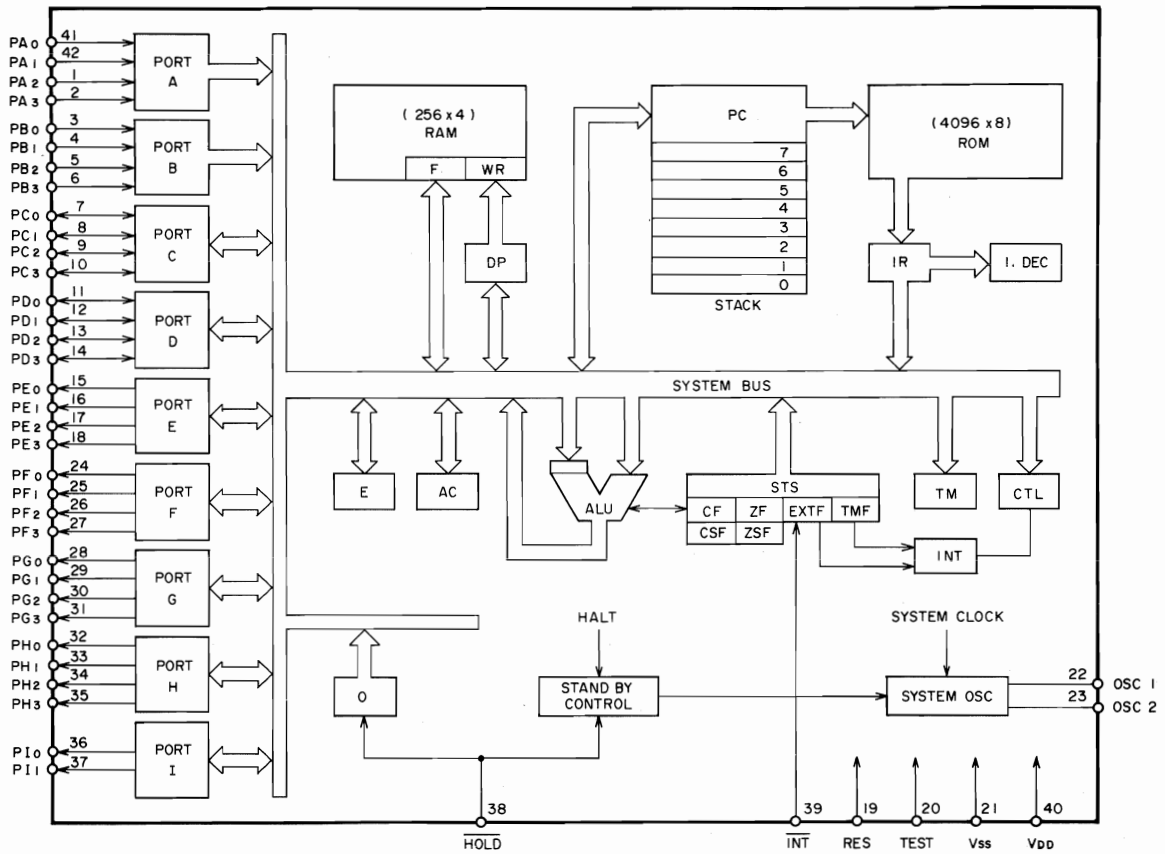 PA0 41
PA1 42
PA2 1
PA3 2
PORT A
PB0 3
PB1 4
PB2 5
PB3 6
PORT B
PC0 7
PC1 8
PC2 9
PC3 10
PORT C
PD0 11
PD1 12
PD2 13
PD3 14
PORT D
PE0 15
PE1 16
PE2 17
PE3 18
PORT E
PF0 24
PF1 25
PF2 26
PF3 27
PORT F
PG0 28
PG1 29
PG2 30
PG3 31
PORT G
PH0 32
PH1 33
PH2 34
PH3 35
PORT H
PI0 36
PI1 37
PORT I
(256 x 4)
RAM
F WR
DP
PC
7
6
5
4
3
2
1
0
STACK
(4096 x 8)
ROM
IR
I. DEC
SYSTEM BUS
E
AC
ALU
STS
CF ZF EXTF TMF
CSF ZSF
TM
CTL
INT
HALT
SYSTEM CLOCK
0
STAND BY
CONTROL
SYSTEM OSC
22 OSC 1
23 OSC 2
38
39
19
20
21
40
HOLD
INT
RES
TEST
Vss
VDD